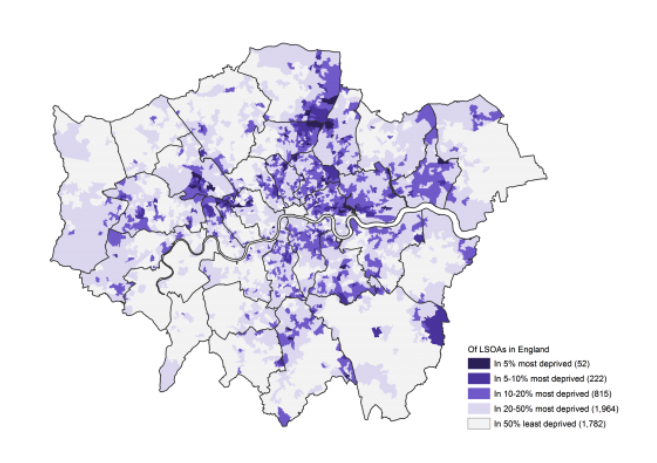 Of LSOAs in England
In 5% most deprived (52)
In 5-10% most deprived (222)
In 10-20% most deprived (815)
In 20-50% most deprived (1,964)
In 50% least deprived (1,782)